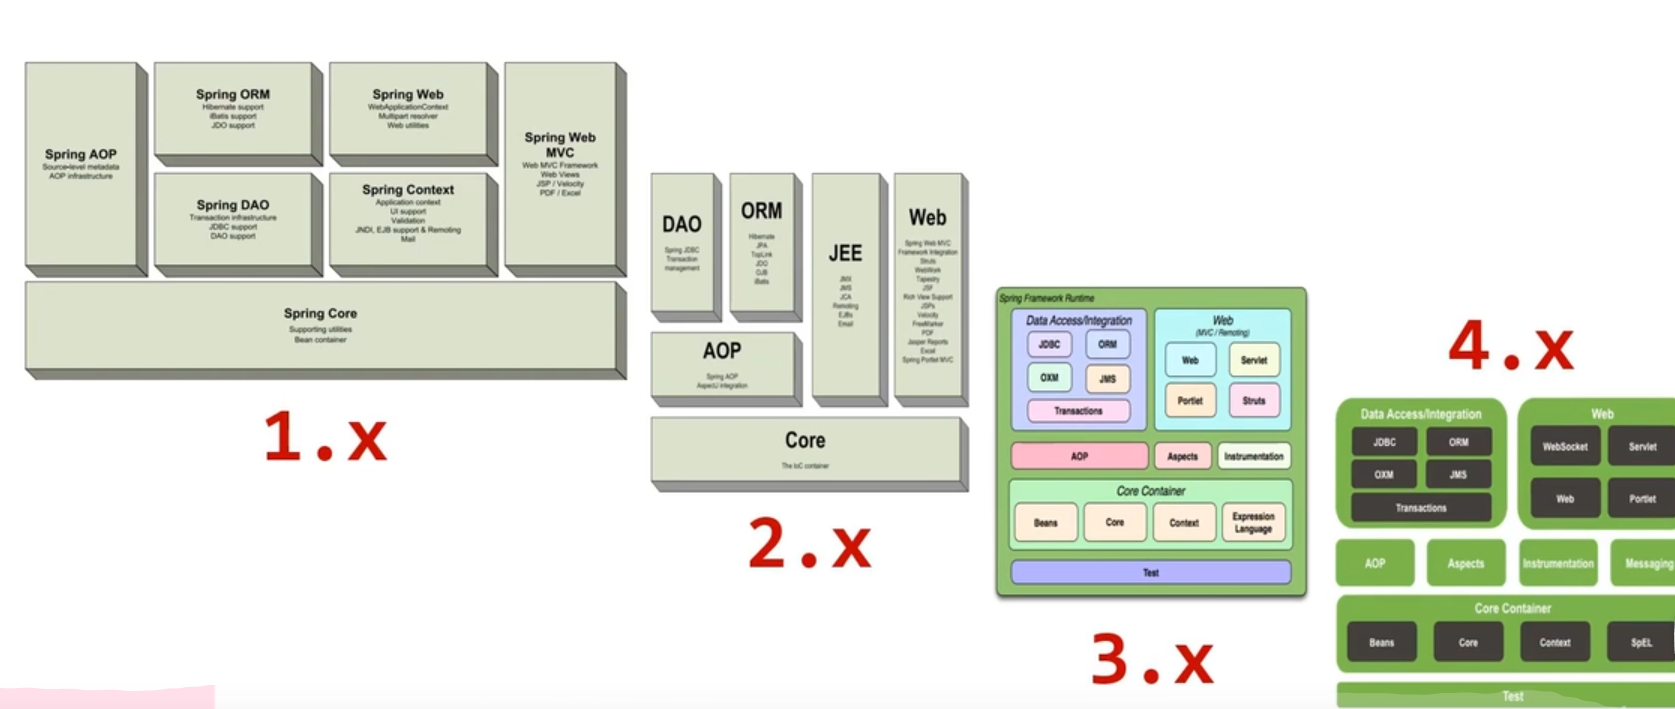 Spring AOP
Source-level metadata
AOP infrastructure
Spring ORM
Hibernate support
iBatis support
JDO support
Spring Web
WebApplicationContext
Multipart resolver
Web utilities
Spring Web
MVC
Web MVC Framework
Web Views
JSP / Velocity
PDF / Excel
Spring DAO
Transaction infrastructure
JDBC support
DAO support
Spring Context
Application context
UI support
Validation
JNDI, EJB support & Remoting
Mail
Spring Core
Supporting utilities
Bean container
1.x
DAO
Spring JDBC
Transaction
management
ORM
Hibernate
JPA
TopLink
JDO
OJB
iBatis
JEE
JMX
JMS
JCA
Remoting
EJBs
Email
Web
Spring Web MVC
Framework Integration
Struts
WebWork
Tapestry
JSF
Rich View Support
JSPs
Velocity
FreeMarker
PDF
Jasper Reports
Excel
Spring Portlet MVC
AOP
Spring AOP
AspectJ integration
Core
The IoC container
2.x
Spring Framework Runtime
Data Access/Integration
JDBC
ORM
OXM
JMS
Transactions
Web
(MVC / Remoting)
Web
Servlet
Portlet
Struts
AOP
Aspects
Instrumentation
Core Container
Beans
Core
Context
Expression
Language
Test
3.x
4.x
Data Access/Integration
JDBC
ORM
OXM
JMS
Transactions
Web
WebSocket
Servlet
Web
Portlet
AOP
Aspects
Instrumentation
Messaging
Core Container
Beans
Core
Context
SpEL
Test